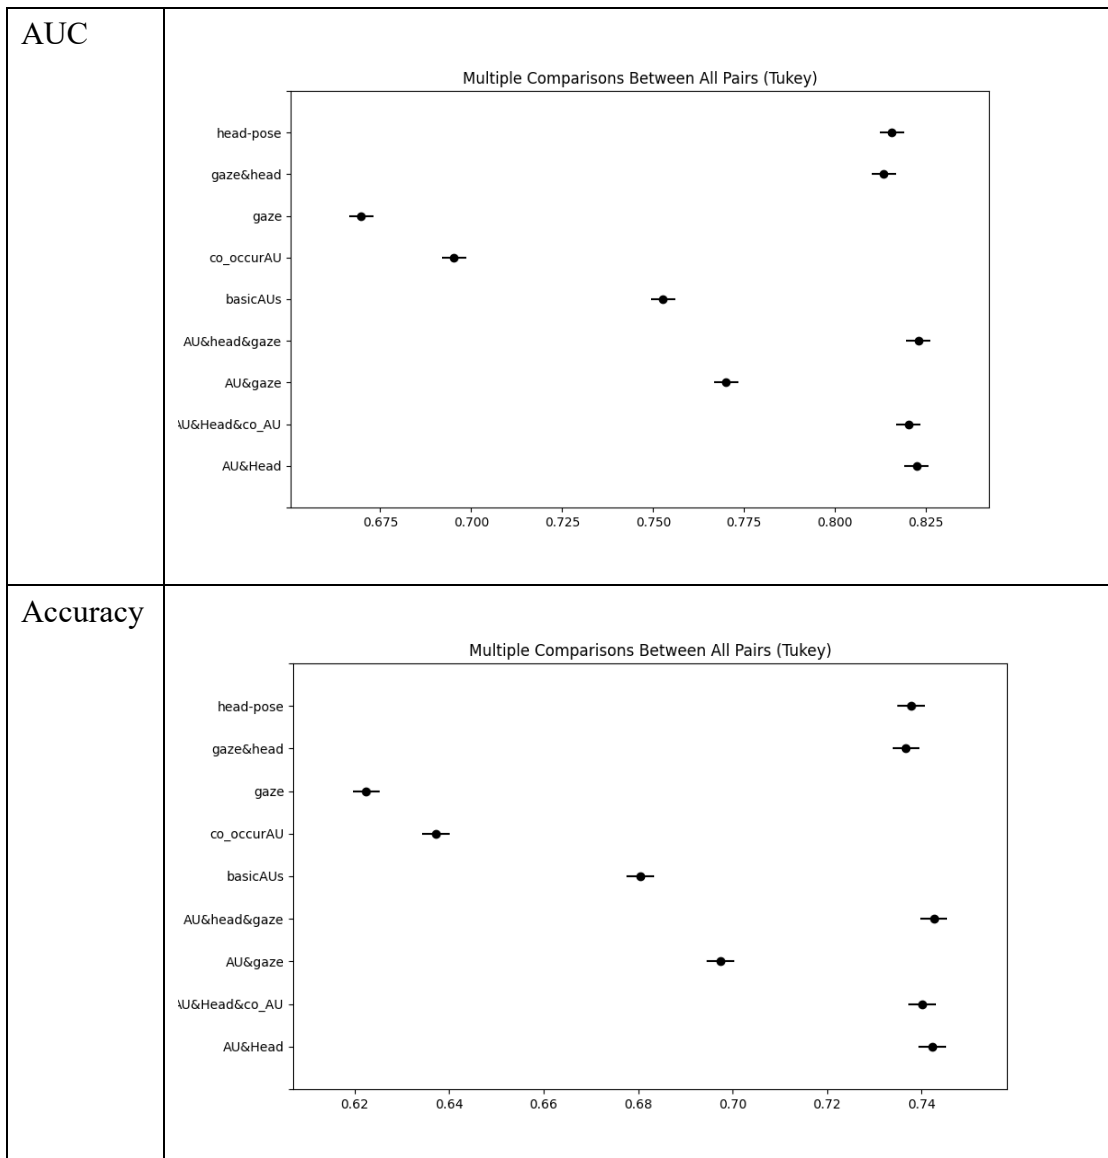 AUC
Multiple Comparisons Between All Pairs (Tukey)
head-pose
gaze&head
gaze
co_occurAU
basicAUs
AU&head&gaze
AU&gaze
AU&Head&co_AU
AU&Head
0.675 0.700 0.725 0.750 0.775 0.800 0.825
Accuracy
Multiple Comparisons Between All Pairs (Tukey)
head-pose
gaze&head
gaze
co_occurAU
basicAUs
AU&head&gaze
AU&gaze
AU&Head&co_AU
AU&Head
0.62 0.64 0.66 0.68 0.70 0.72 0.74